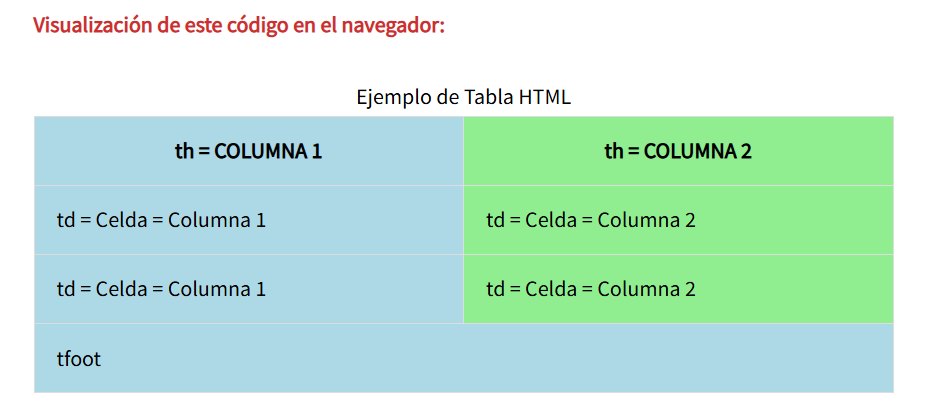 Visualización de este código en el navegador:
Ejemplo de Tabla HTML
th = COLUMNA 1 th = COLUMNA 2
td = Celda = Columna 1 td = Celda = Columna 2
td = Celda = Columna 1 td = Celda = Columna 2
tfoot